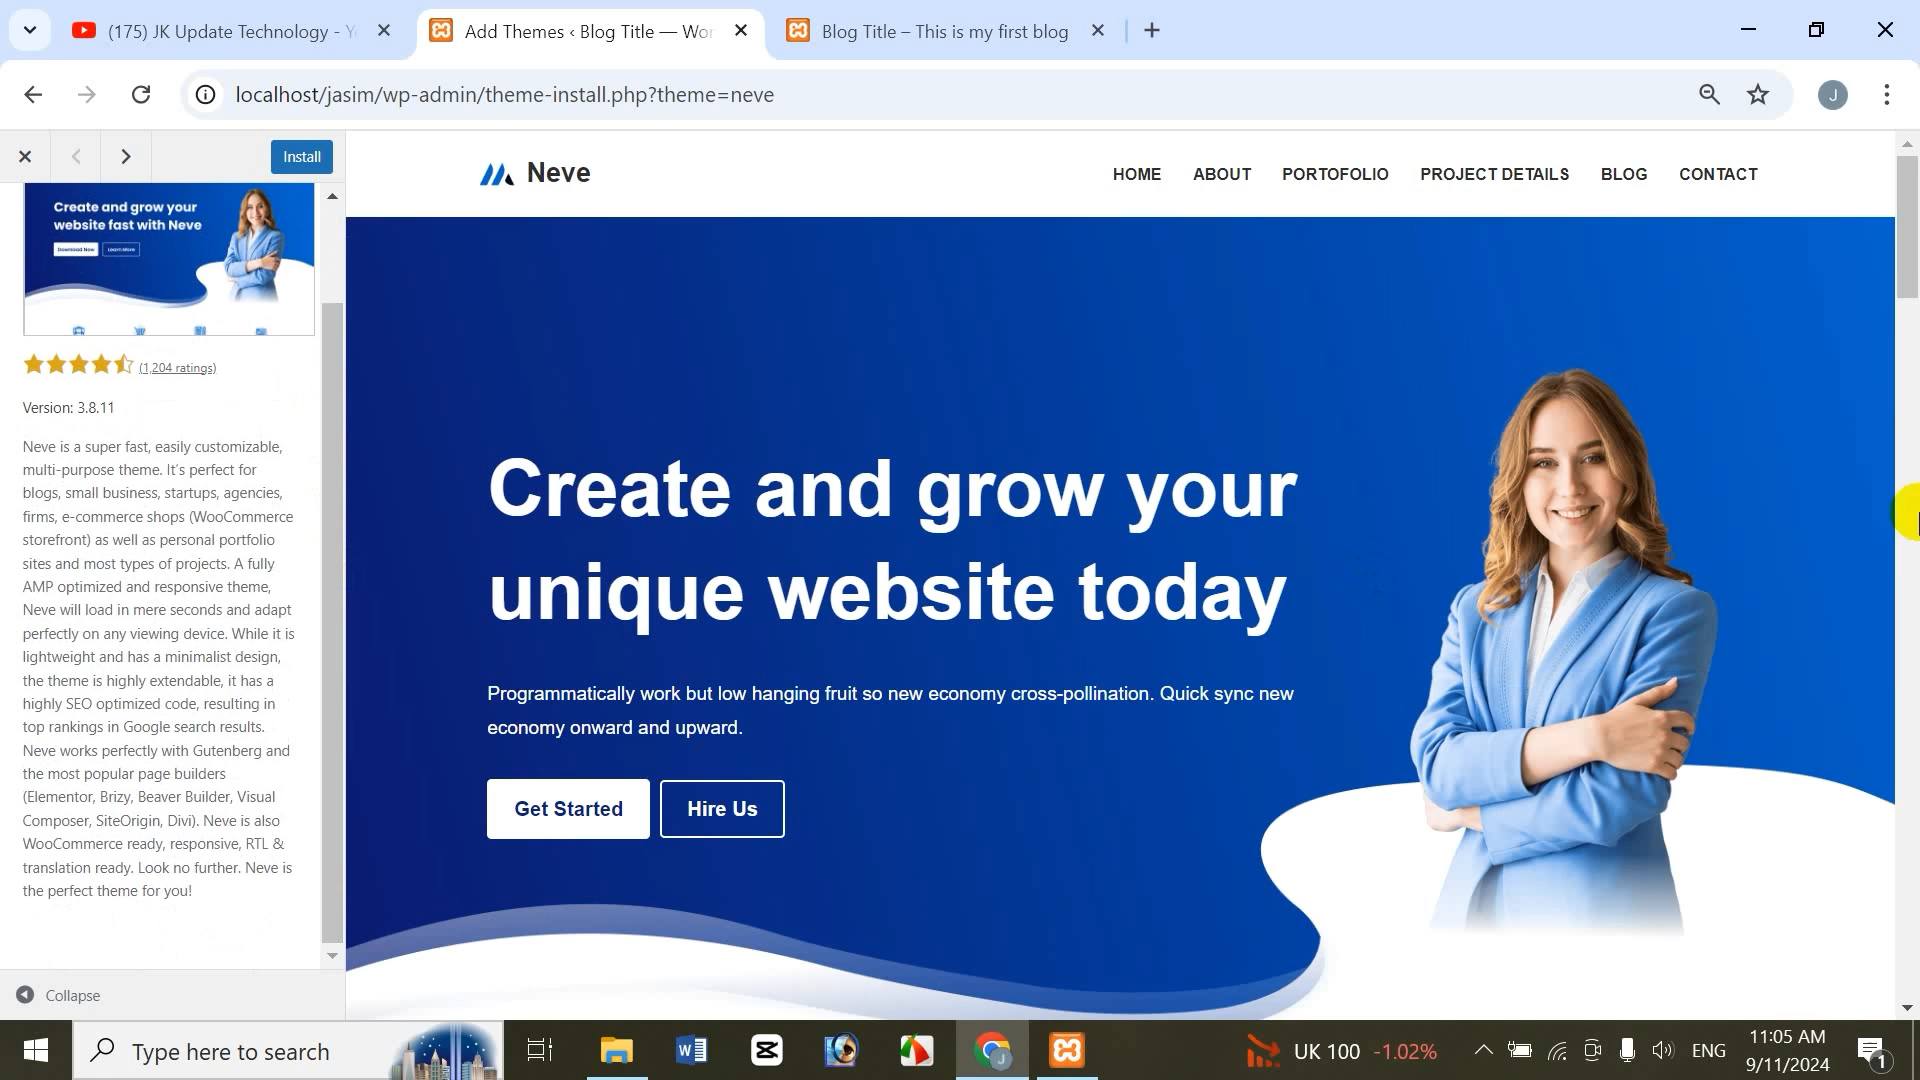 (175) JK Update Technology - Y
Add Themes ‹ Blog Title — Wor
Blog Title – This is my first blog
localhost/jasim/wp-admin/theme-install.php?theme=neve
J
Install
Create and grow your
website fast with Neve
Download Now
Learn More
(1,204 ratings)
Version: 3.8.11
Neve is a super fast, easily customizable,
multi-purpose theme. It's perfect for
blogs, small business, startups, agencies,
firms, e-commerce shops (WooCommerce
storefront) as well as personal portfolio
sites and most types of projects. A fully
AMP optimized and responsive theme,
Neve will load in mere seconds and adapt
perfectly on any viewing device. While it is
lightweight and has a minimalist design,
the theme is highly extendable, it has a
highly SEO optimized code, resulting in
top rankings in Google search results.
Neve works perfectly with Gutenberg and
the most popular page builders
(Elementor, Brizy, Beaver Builder, Visual
Composer, SiteOrigin, Divi). Neve is also
WooCommerce ready, responsive, RTL &
translation ready. Look no further. Neve is
the perfect theme for you!
Collapse
Neve
HOME ABOUT PORTOFOLIO PROJECT DETAILS BLOG CONTACT
Create and grow your
unique website today
Programmatically work but low hanging fruit so new economy cross-pollination. Quick sync new
economy onward and upward.
Get Started
Hire Us
Type here to search
UK 100 -1.02%
ENG
11:05 AM
9/11/2024
1